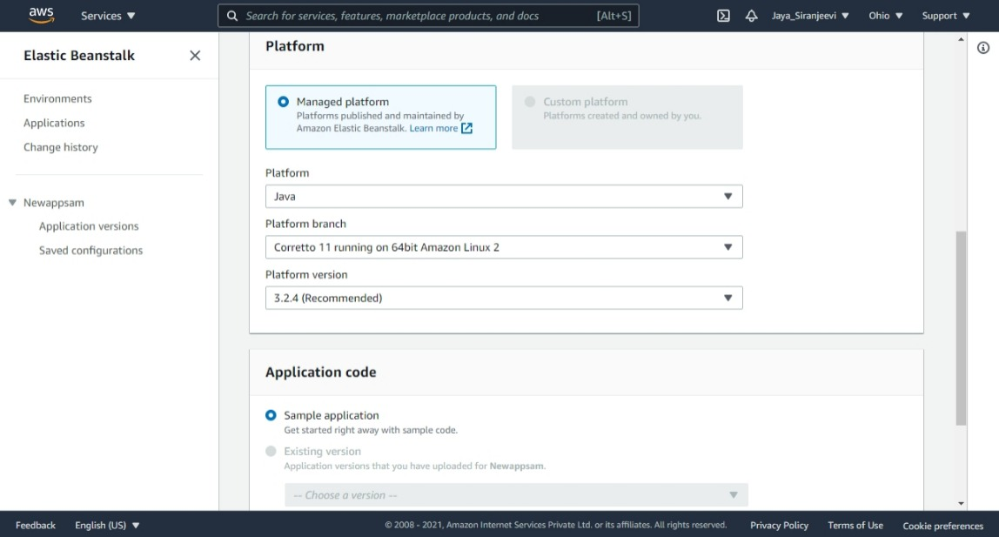 aws
Services
Search for services, features, marketplace products, and docs [Alt+S]
Jaya_Siranjeevi
Ohio
Support
Elastic Beanstalk
Environments
Applications
Change history
Newappsam
Application versions
Saved configurations
Platform
Managed platform
Platforms published and maintained by
Amazon Elastic Beanstalk. Learn more
Custom platform
Platforms created and owned by you.
Platform
Java
Platform branch
Corretto 11 running on 64bit Amazon Linux 2
Platform version
3.2.4 (Recommended)
Application code
Sample application
Get started right away with sample code.
Existing version
Application versions that you have uploaded for Newappsam.
-- Choose a version --
Feedback
English (US)
© 2008 - 2021, Amazon Internet Services Private Ltd. or its affiliates. All rights reserved.
Privacy Policy
Terms of Use
Cookie preferences